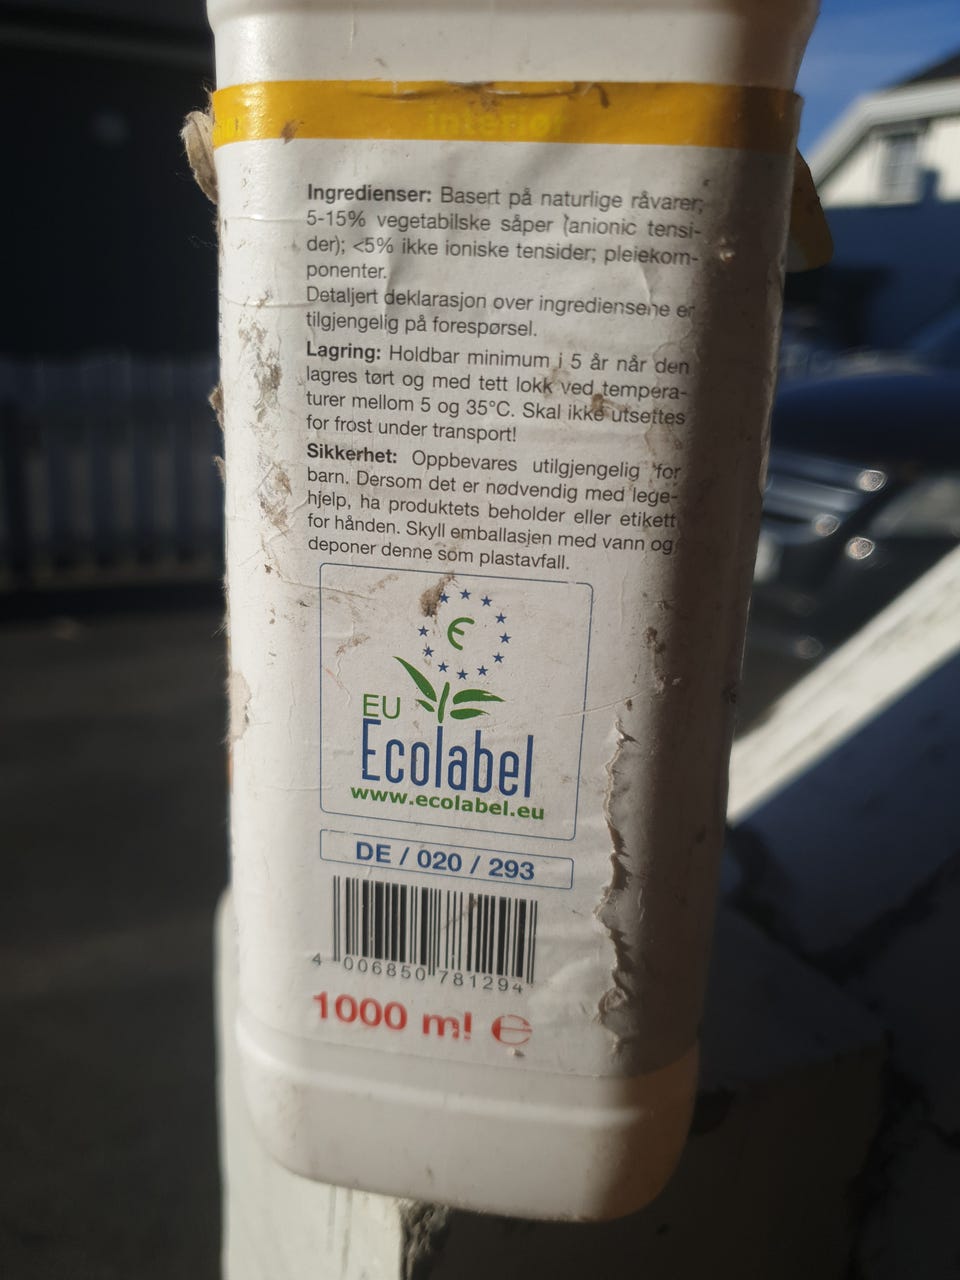 interior
Ingredienser: Basert på naturlige råvarer;
5-15% vegetabilske såper (anionic tensi-
der); <5% ikke ioniske tensider; pleiekom-
ponenter.
Detaljert deklarasjon over ingrediensene er
tilgjengelig på forespørsel.
Lagring: Holdbar minimum i 5 år når den
lagres tørt og med tett lokk ved tempera-
turer mellom 5 og 35°C. Skal ikke utsettes
for frost under transport!
Sikkerhet: Oppbevares utilgjengelig for
barn. Dersom det er nødvendig med lege-
hjelp, ha produktets beholder eller etikett
for hånden. Skyll emballasjen med vann og
deponer denne som plastavfall.
EU
Ecolabel
www.ecolabel.eu
DE / 020 / 293
4 006850 781294
1000 ml ℮